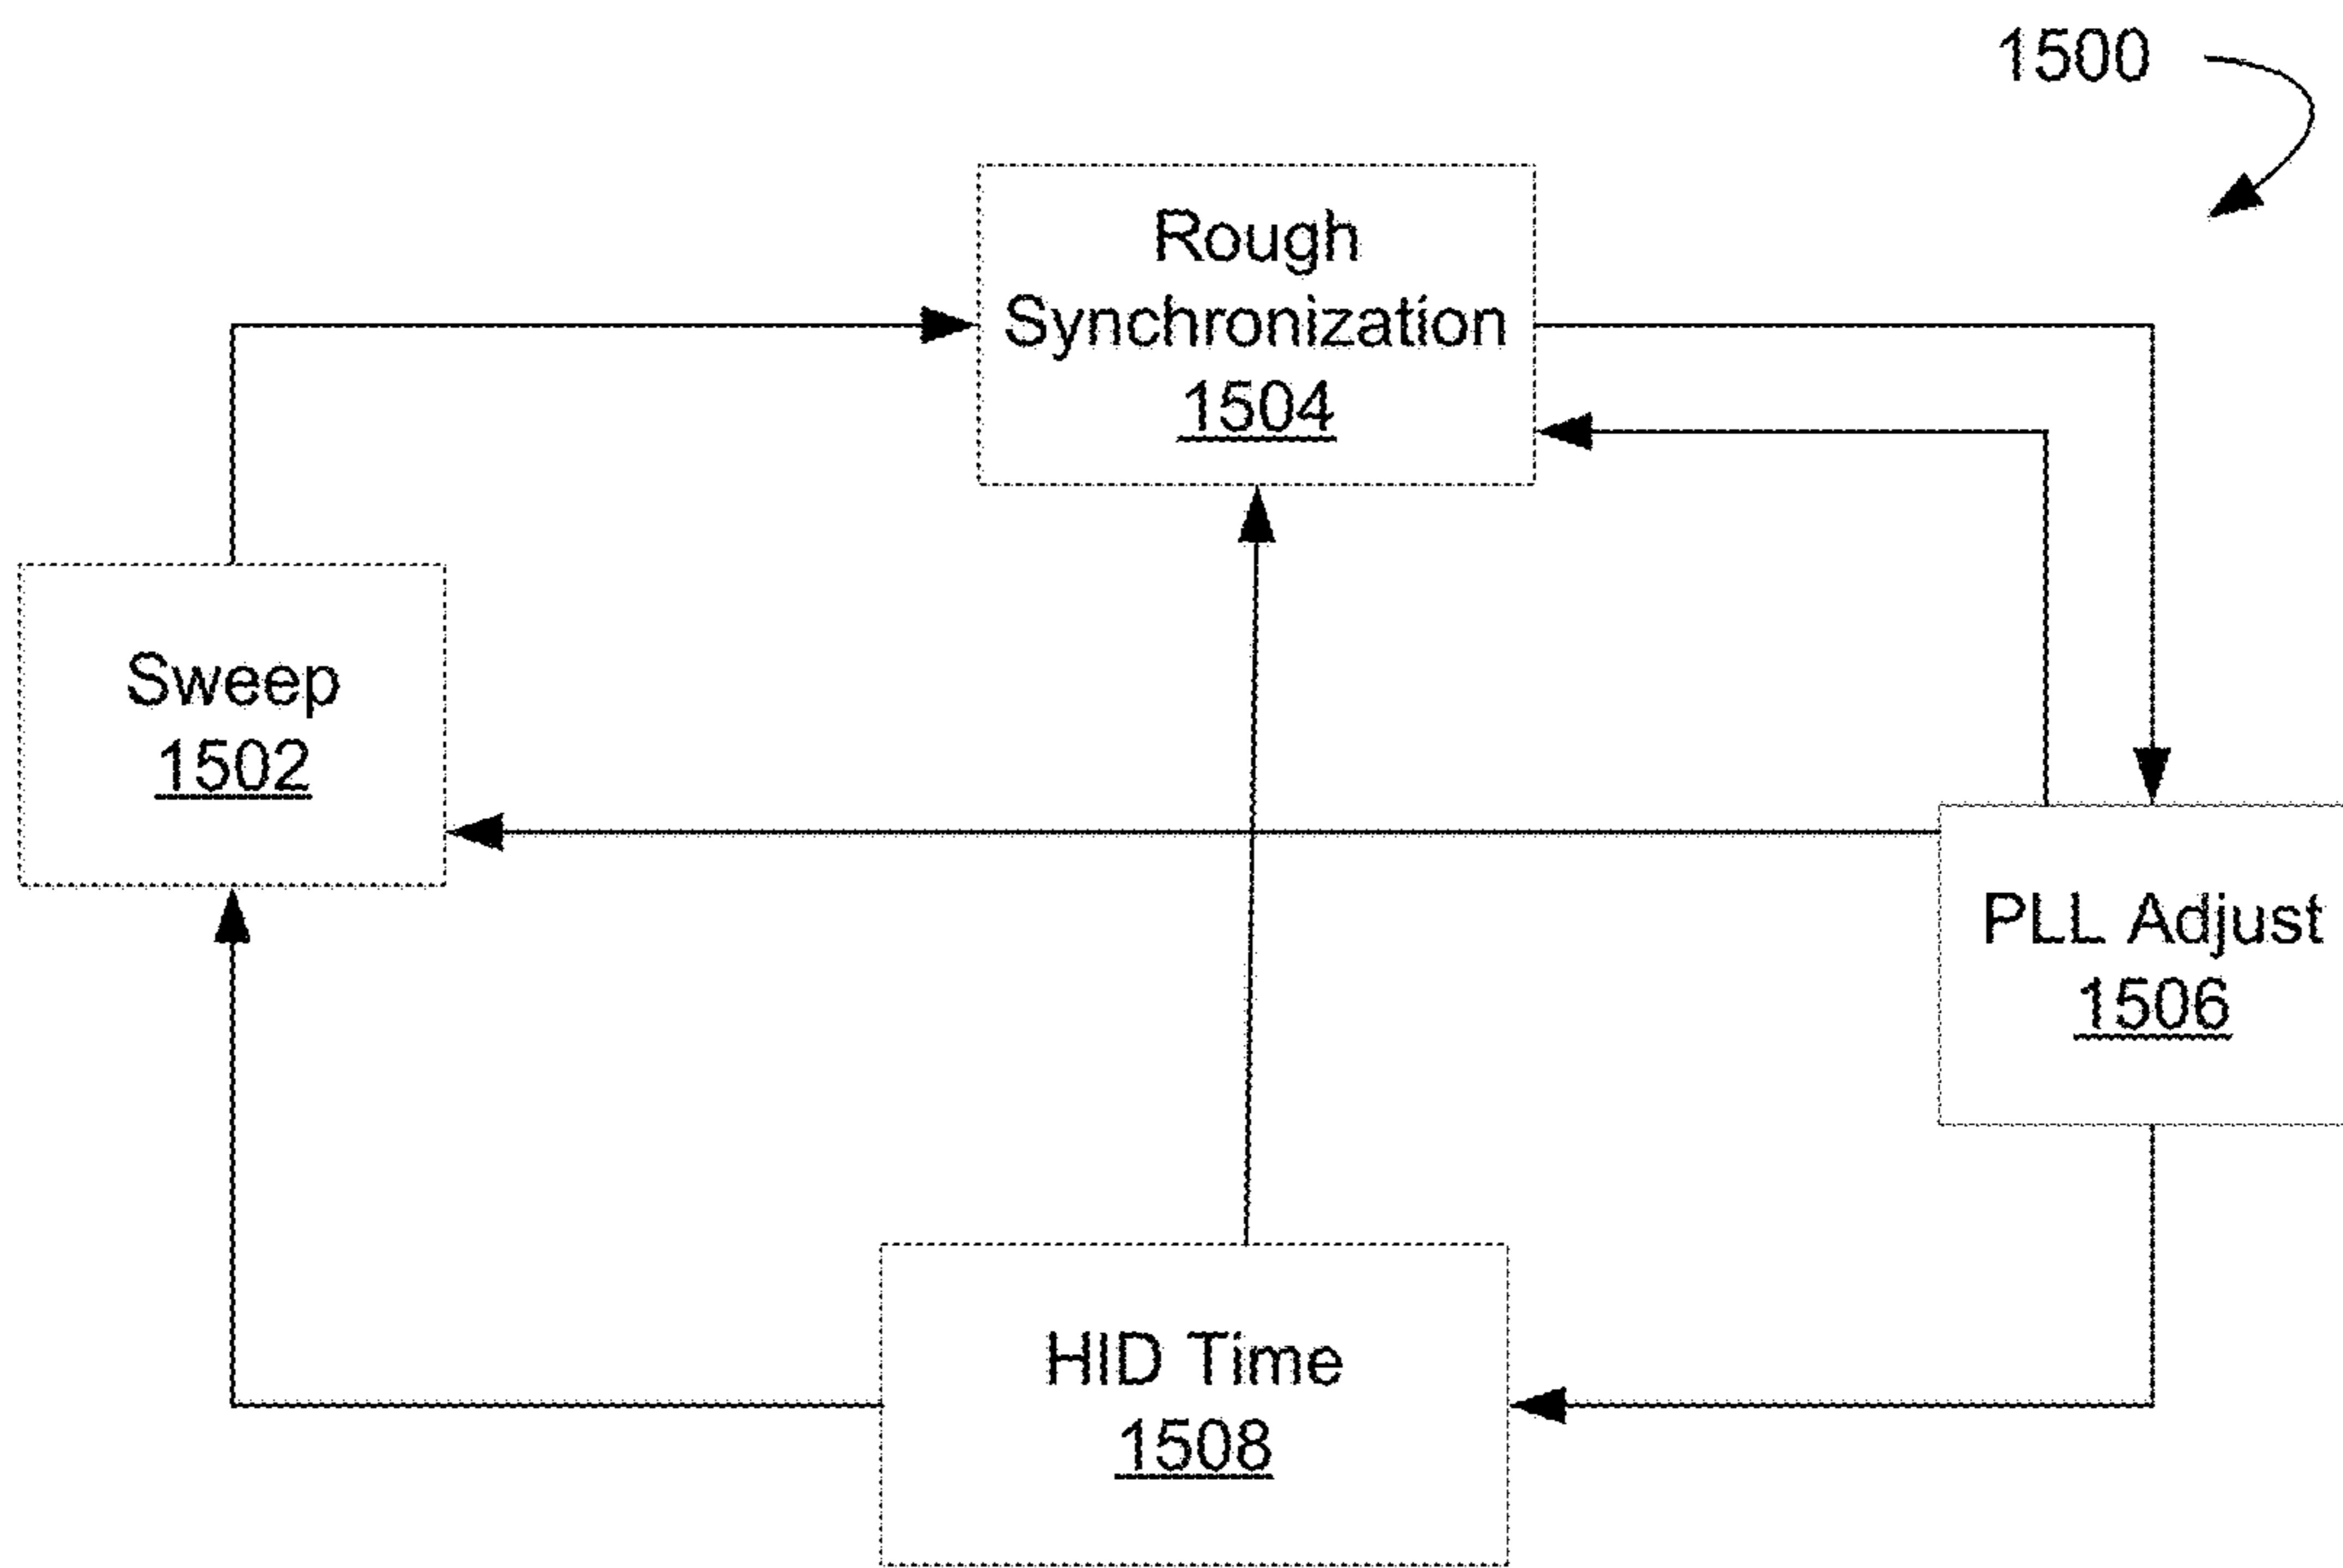 1500
Rough
Synchronization
1504
Sweep
1502
PLL Adjust
1506
HID Time
1508